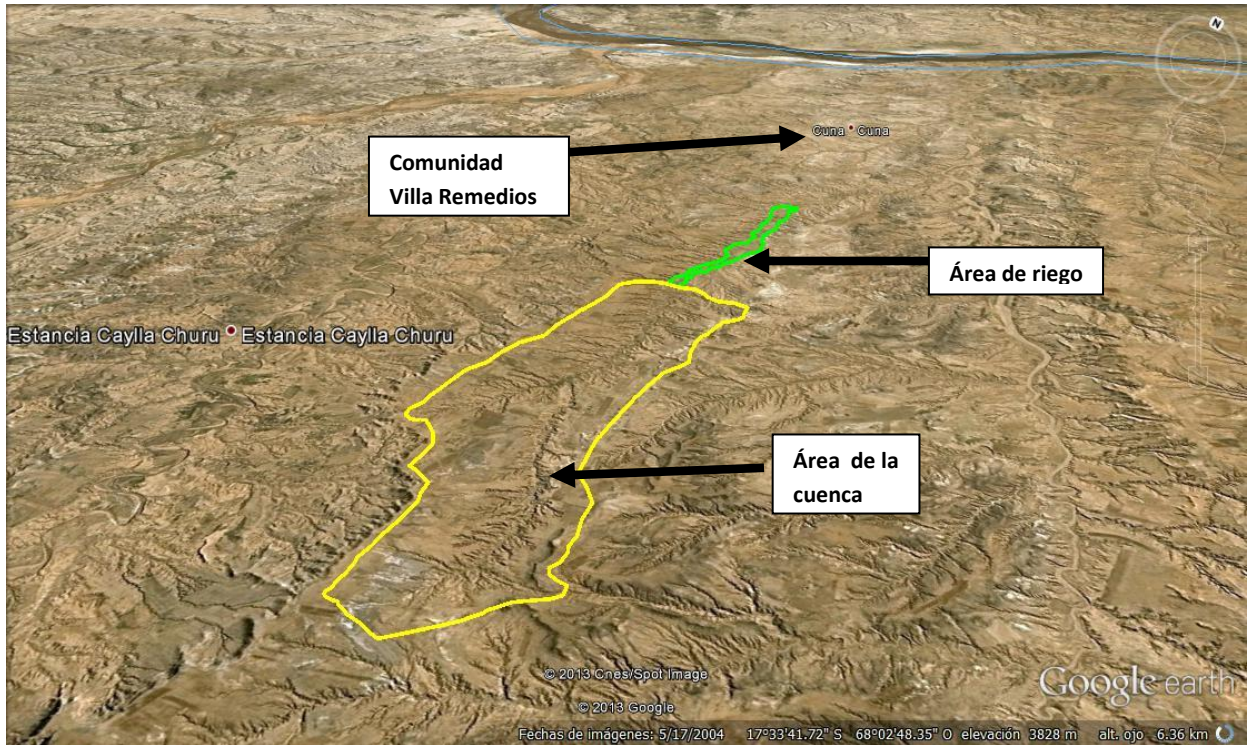 N
Cuna Cuna
Comunidad
Villa Remedios
Área de riego
Estancia Caylla Churu Estancia Caylla Churu
Área de la
cuenca
© 2013 Cnes/Spot Image
© 2013 Google
Google earth
Fechas de imágenes: 5/17/2004 17°33'41.72" S 68°02'48.35" O elevación 3828 m alt. ojo 6.36 km